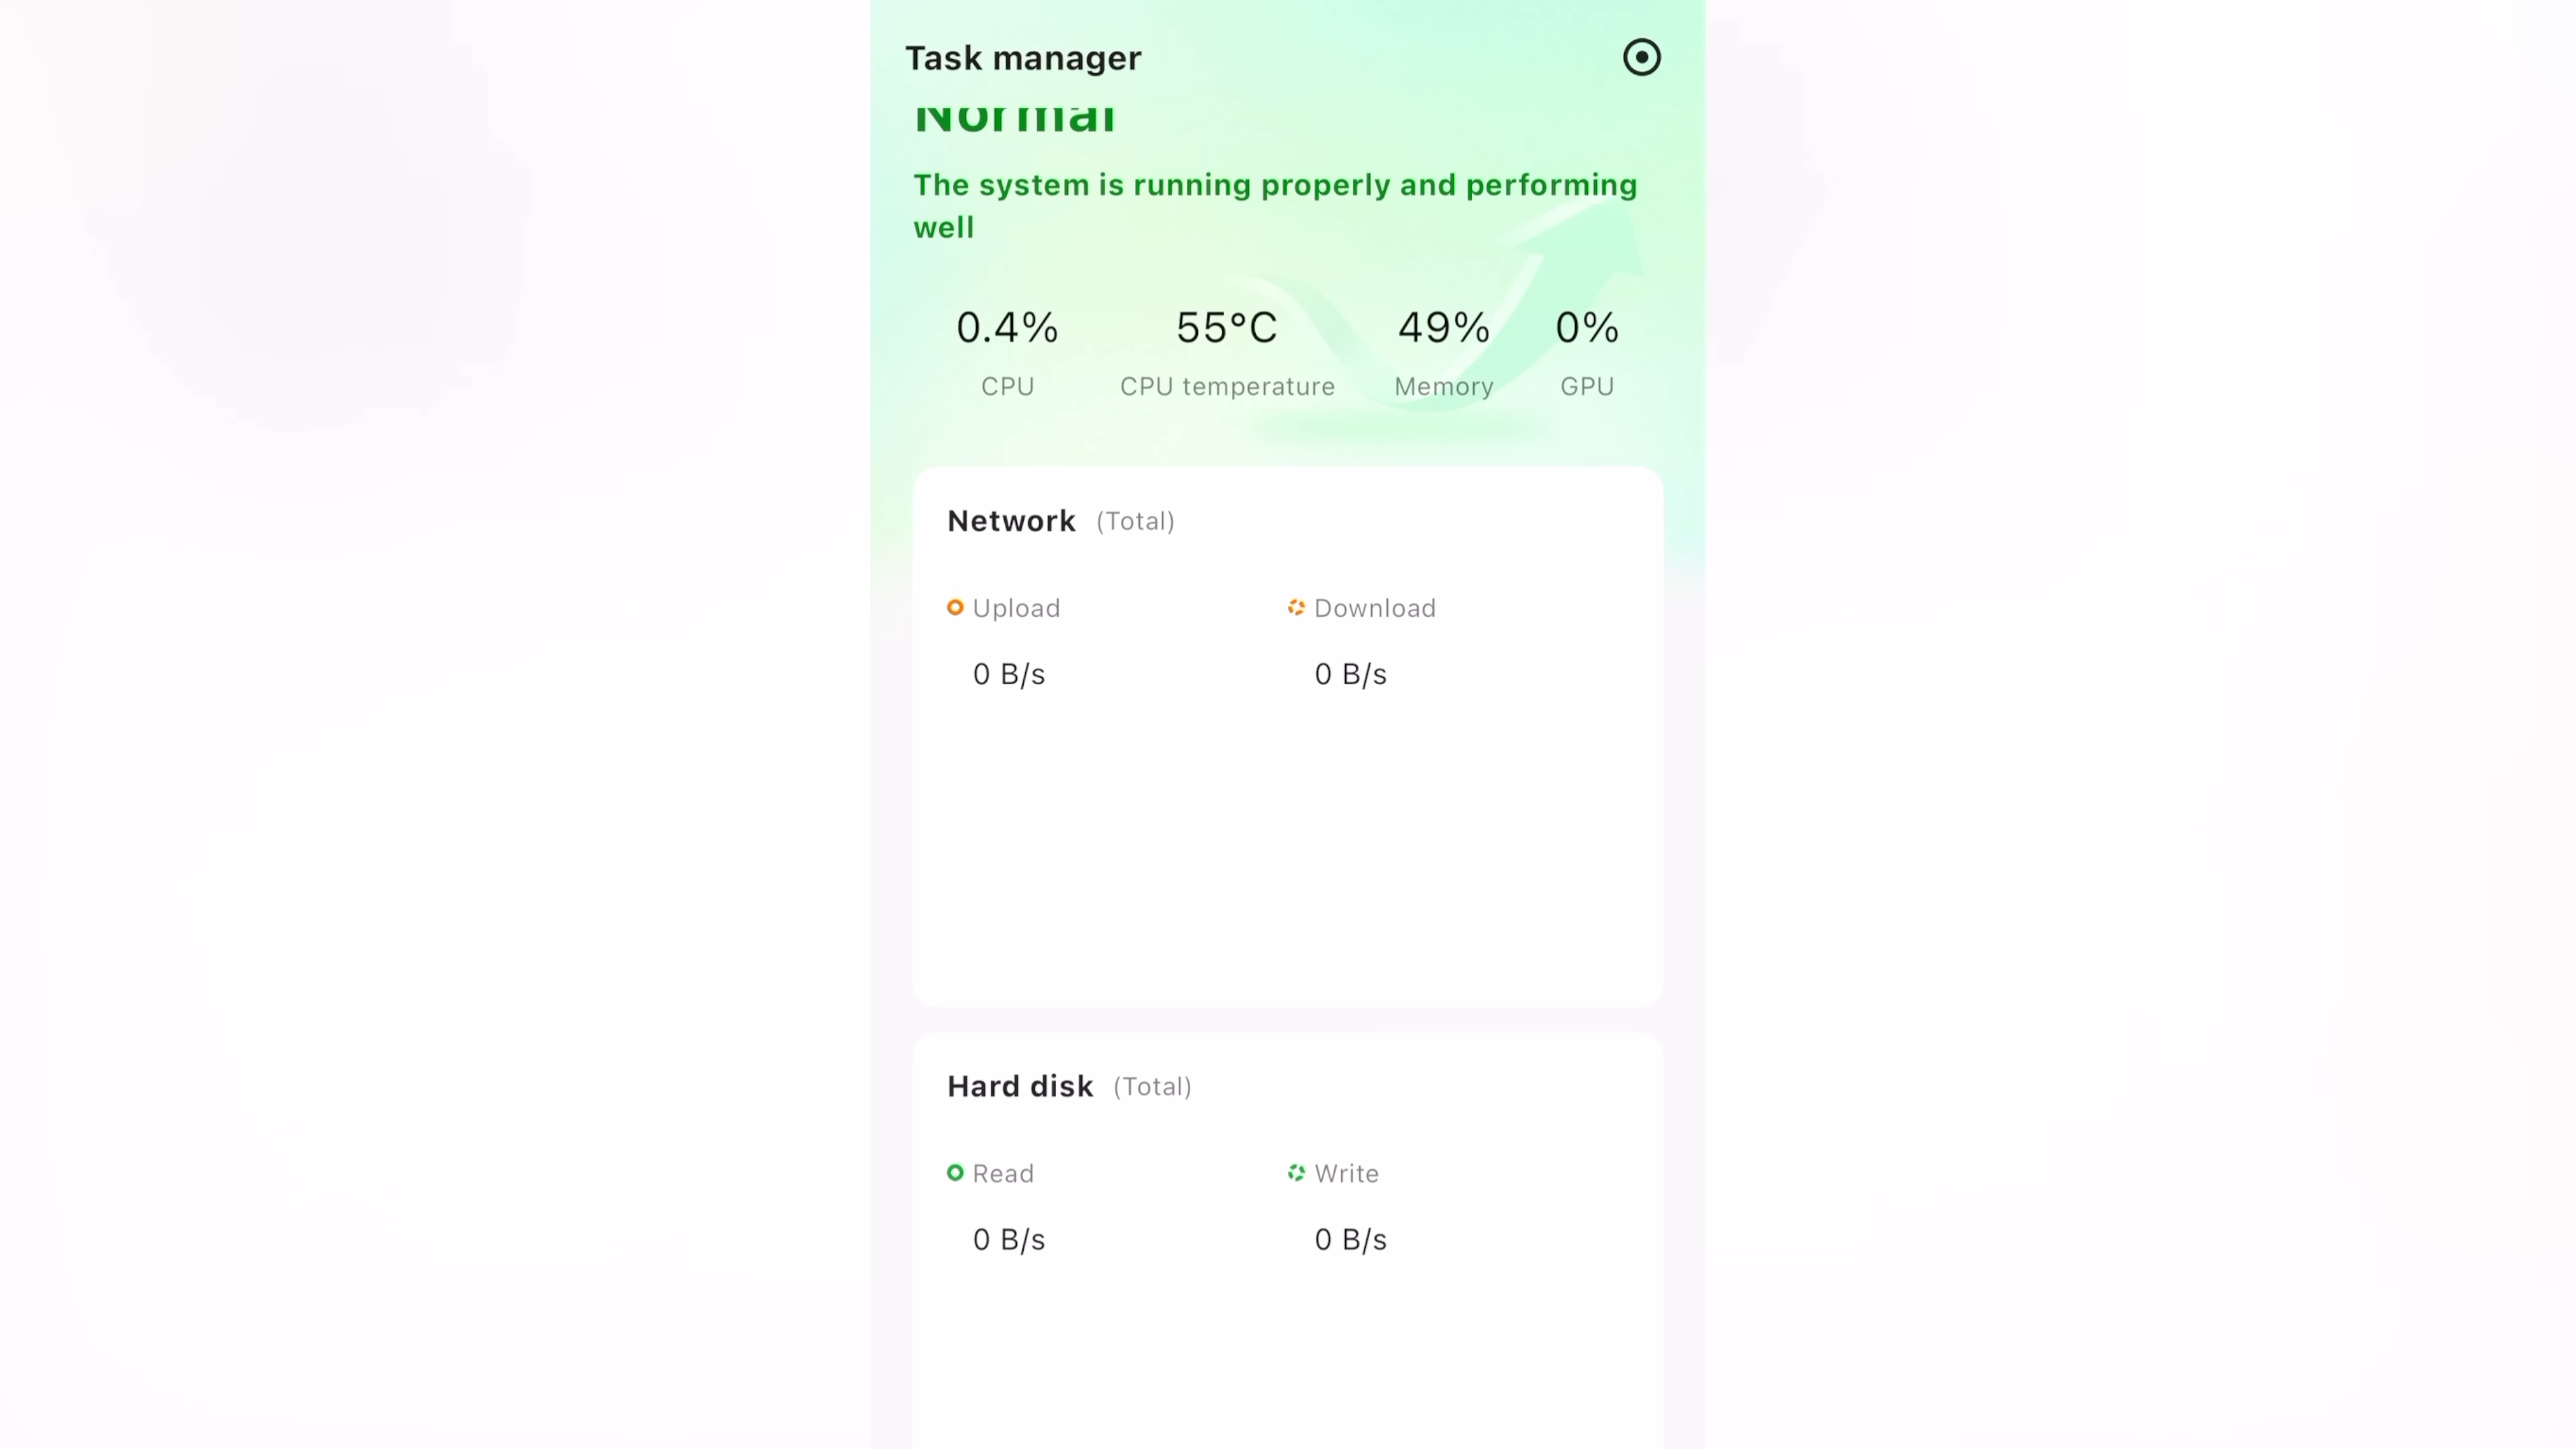 Task manager
Normal
The system is running properly and performing
well
0.4% 55°C 49% 0%
CPU CPU temperature Memory GPU
Network (Total)
Upload Download
0 B/s 0 B/s
Hard disk (Total)
Read Write
0 B/s 0 B/s